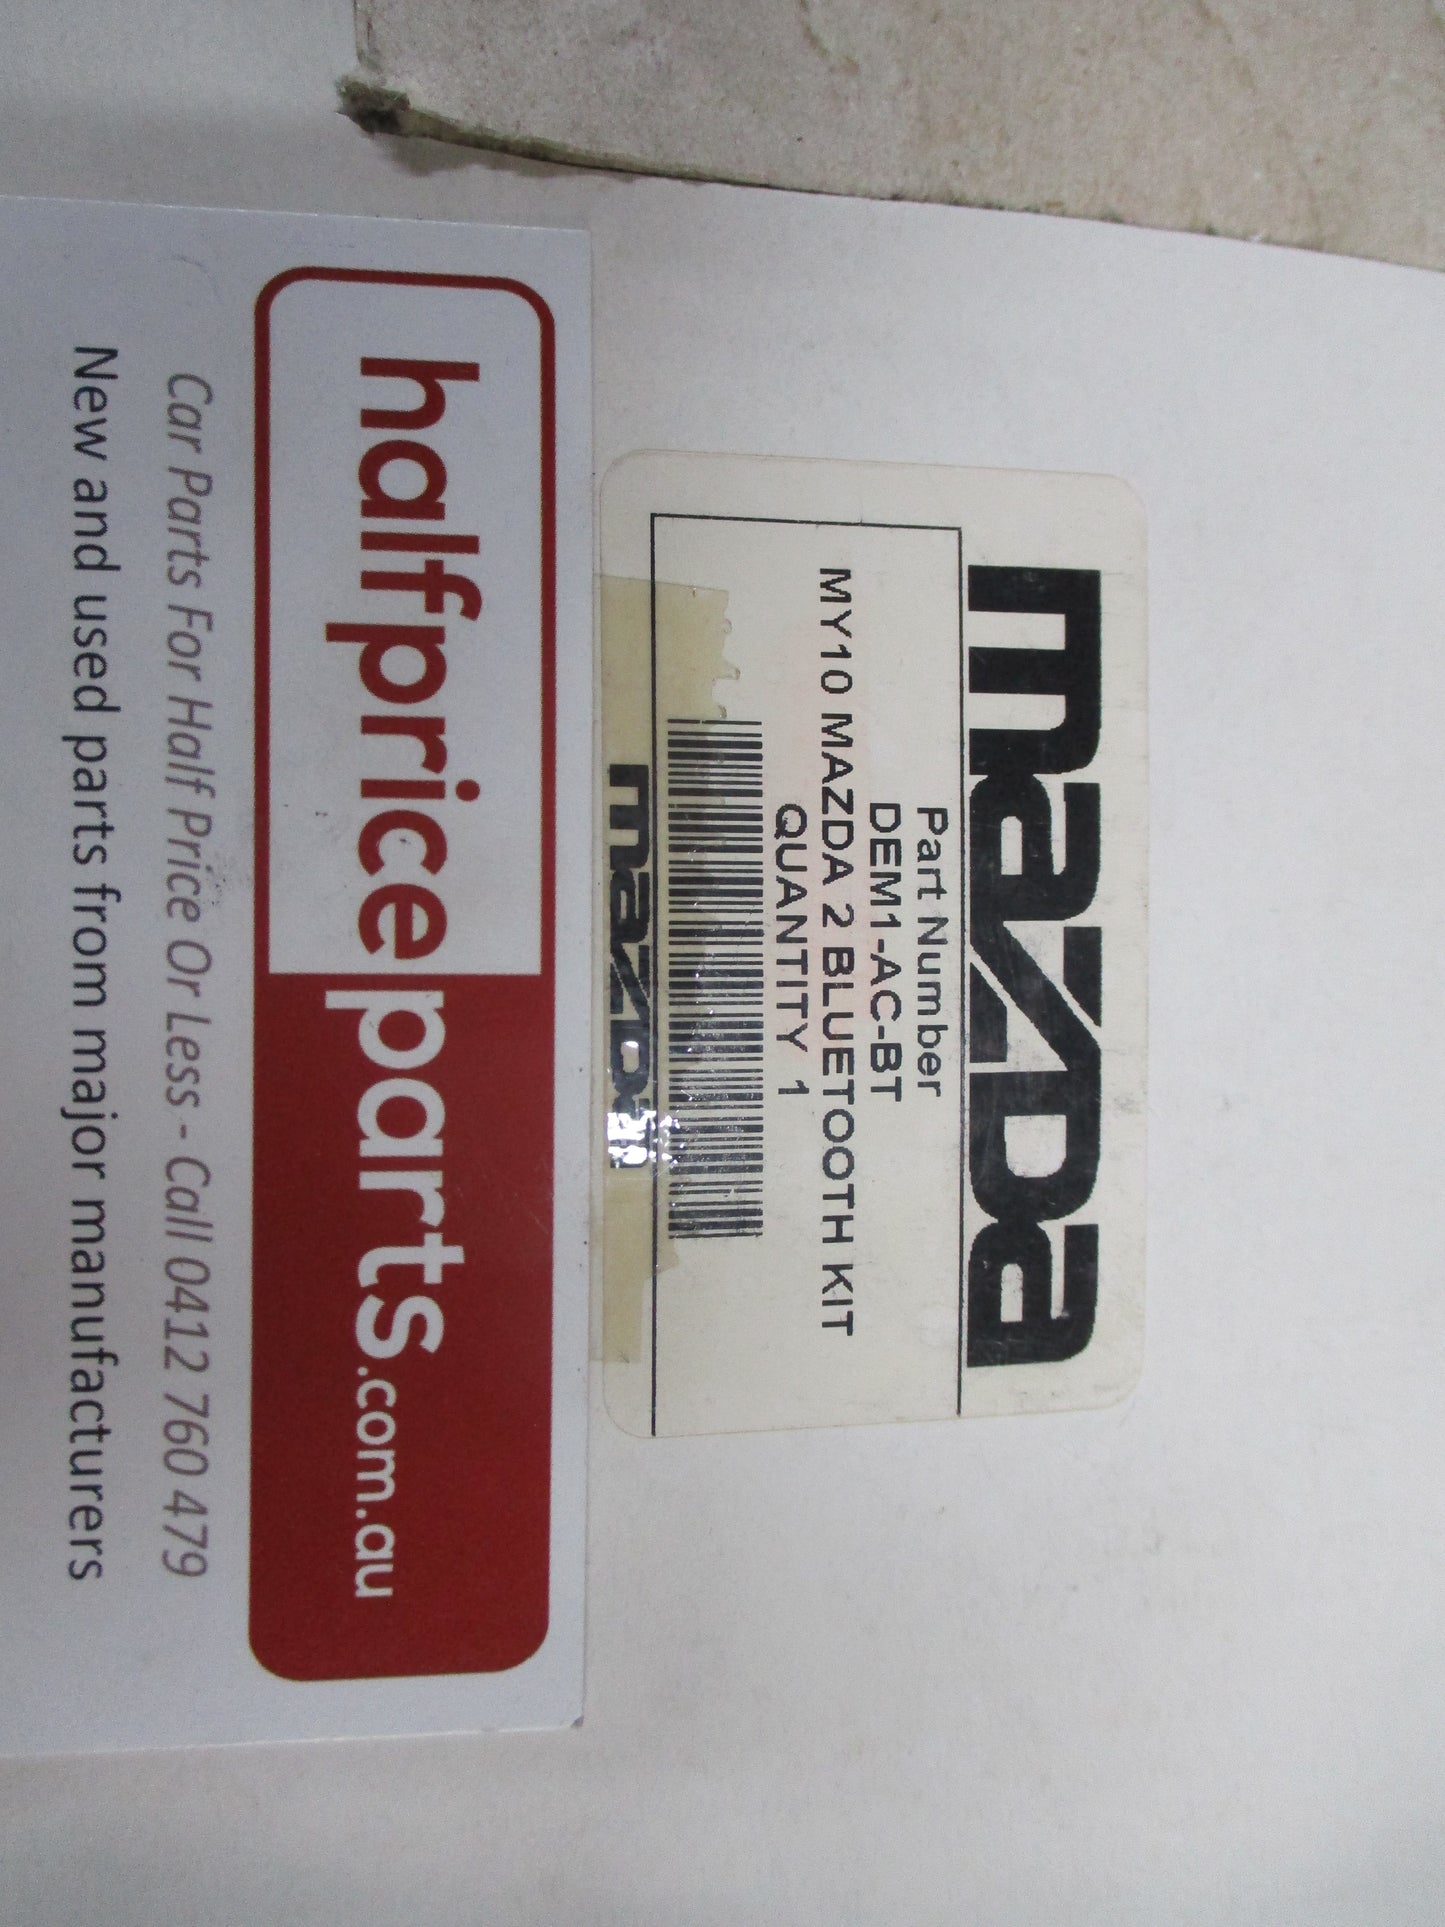 mazDa
Part Number
DEM1-AC-BT
MY10 MAZDA 2 BLUETOOTH KIT
QUANTITY 1
mazDa
halfpriceparts.com.au
Car Parts For Half Price Or Less - Call 0412 760 479
New and used parts from major manufacturers